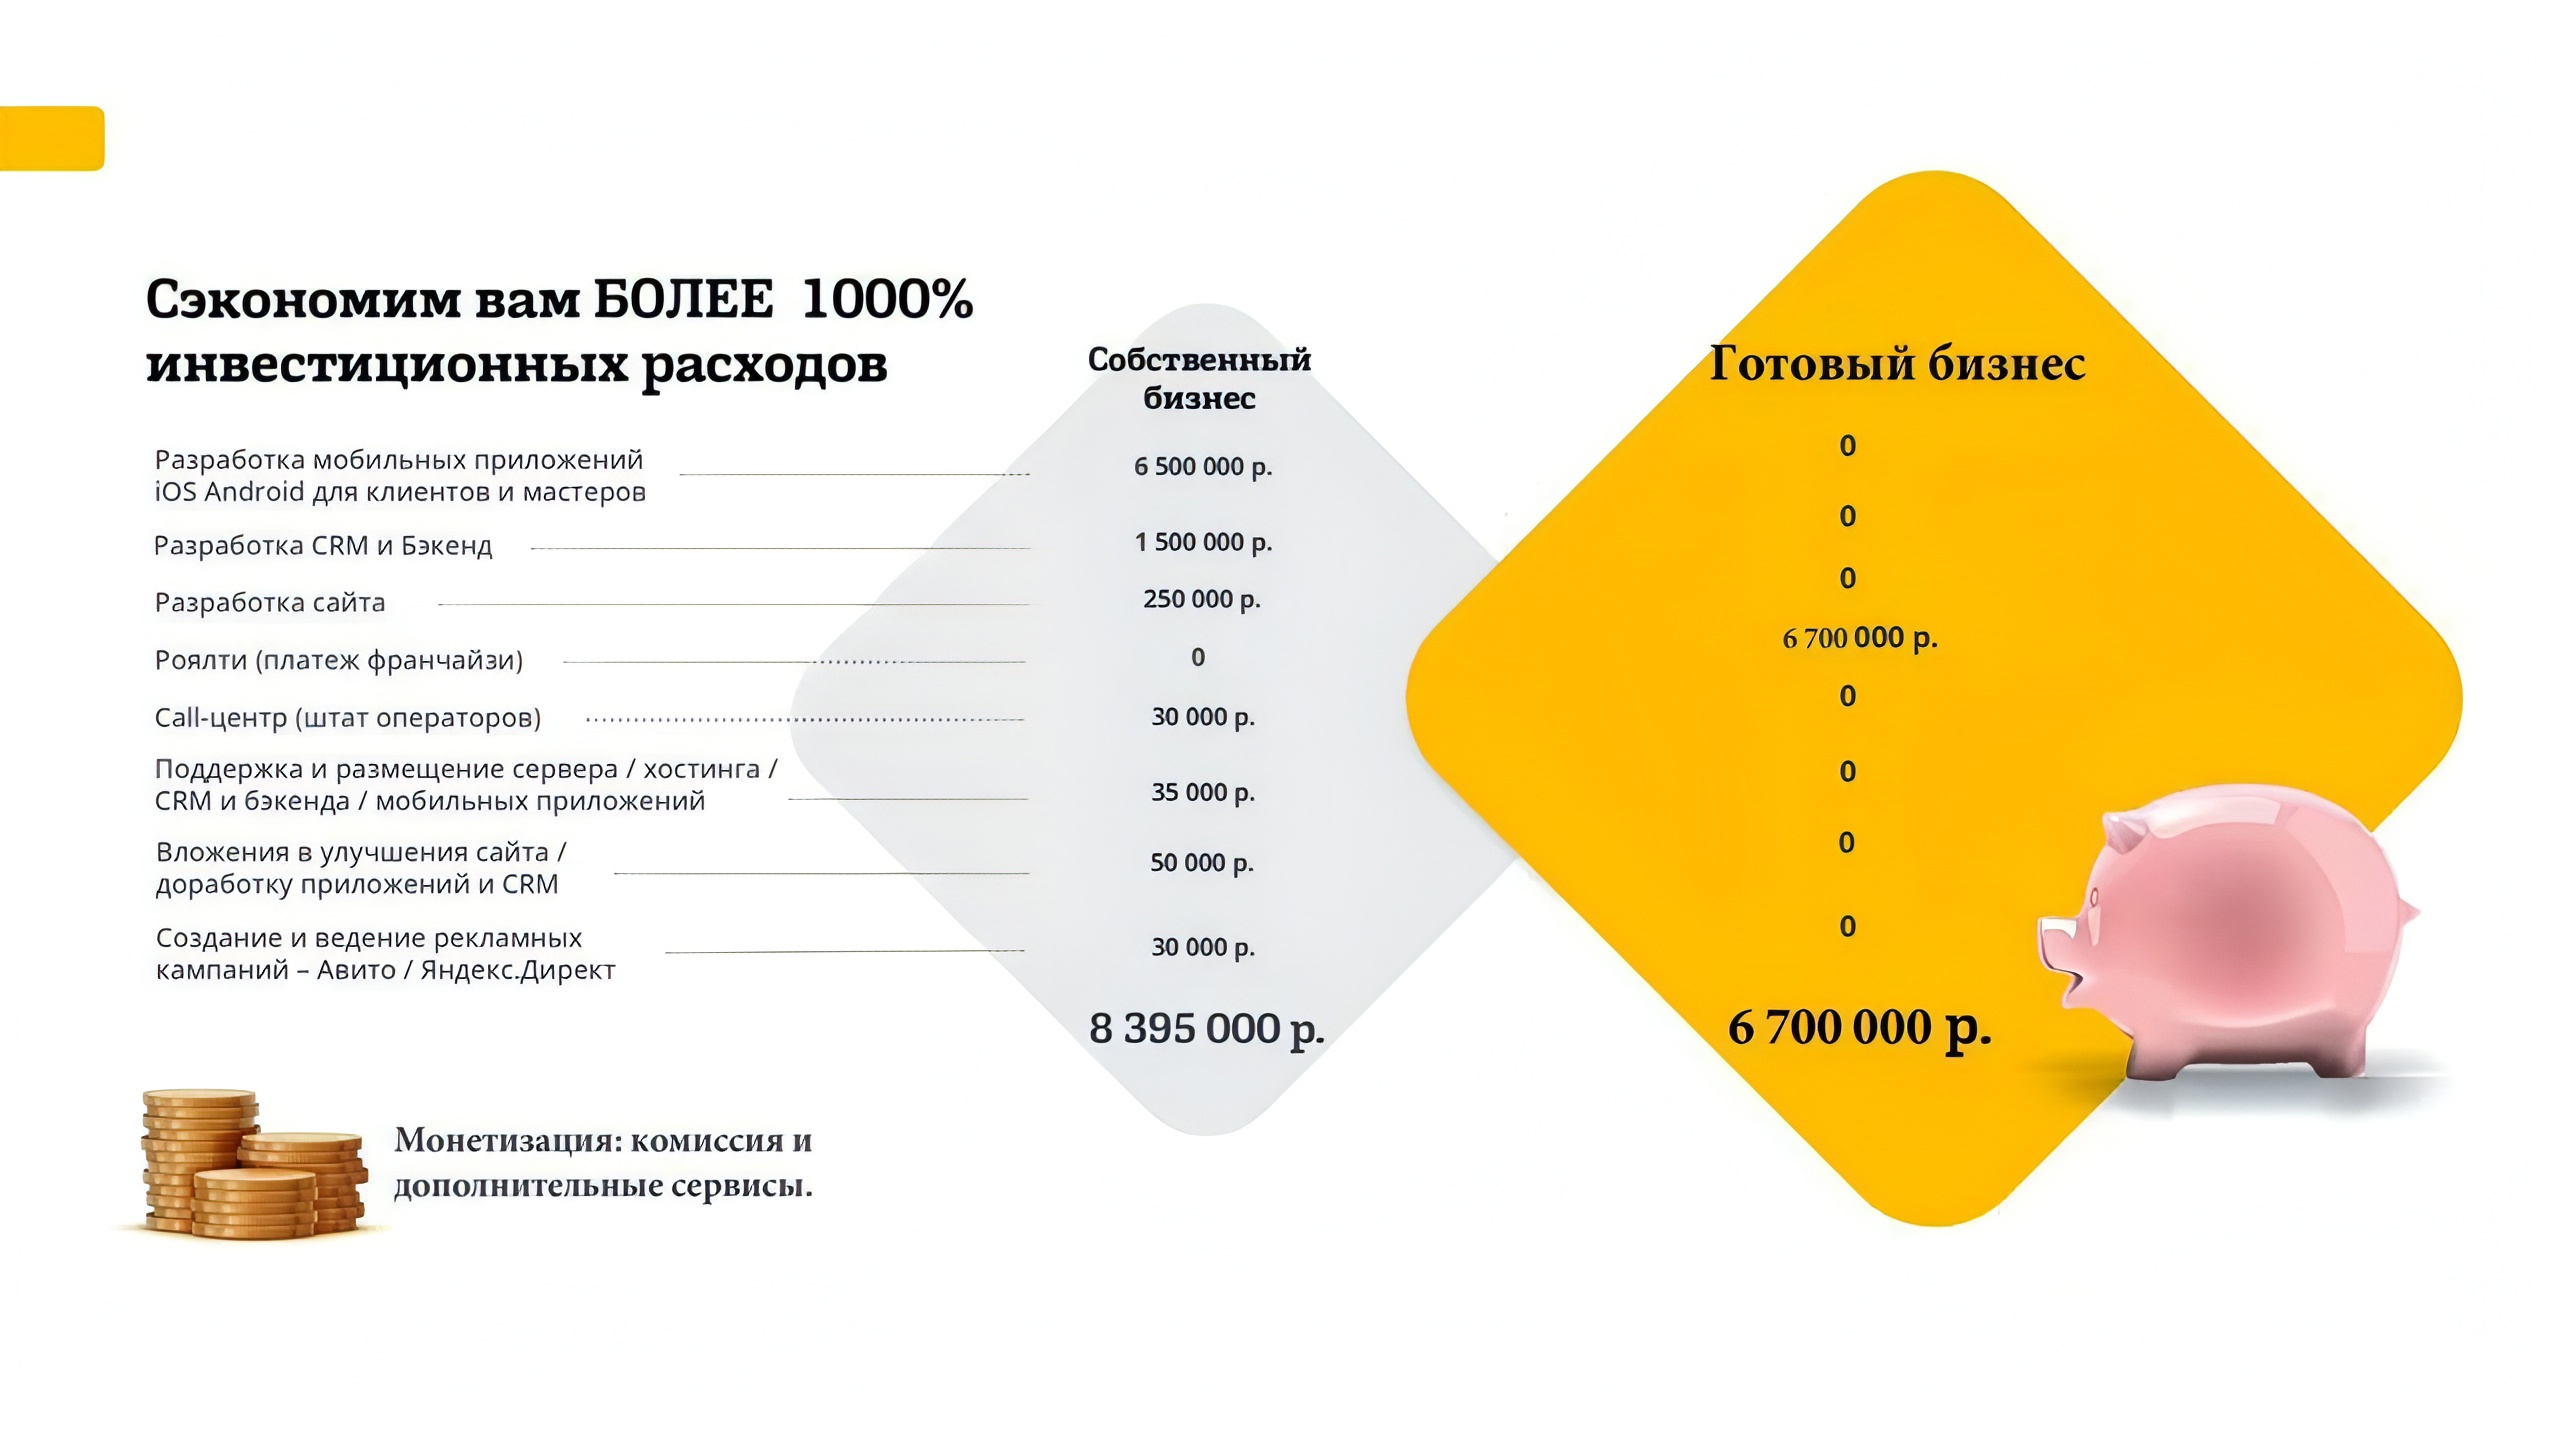 Сэкономим вам БОЛЕЕ 1000%
инвестиционных расходов
Собственный
бизнес
Готовый бизнес
Разработка мобильных приложений
iOS Android для клиентов и мастеров
6 500 000 р.
0
Разработка CRM и Бэкенд
1 500 000 р.
0
Разработка сайта
250 000 р.
0
Роялти (платеж франчайзи)
0
6 700 000 р.
Call-центр (штат операторов)
30 000 р.
0
Поддержка и размещение сервера / хостинга /
CRM и бэкенда / мобильных приложений
35 000 р.
0
Вложения в улучшения сайта /
доработку приложений и CRM
50 000 р.
0
Создание и ведение рекламных
кампаний – Авито / Яндекс.Директ
30 000 р.
0
8 395 000 р.
6 700 000 р.
Монетизация: комиссия и
дополнительные сервисы.